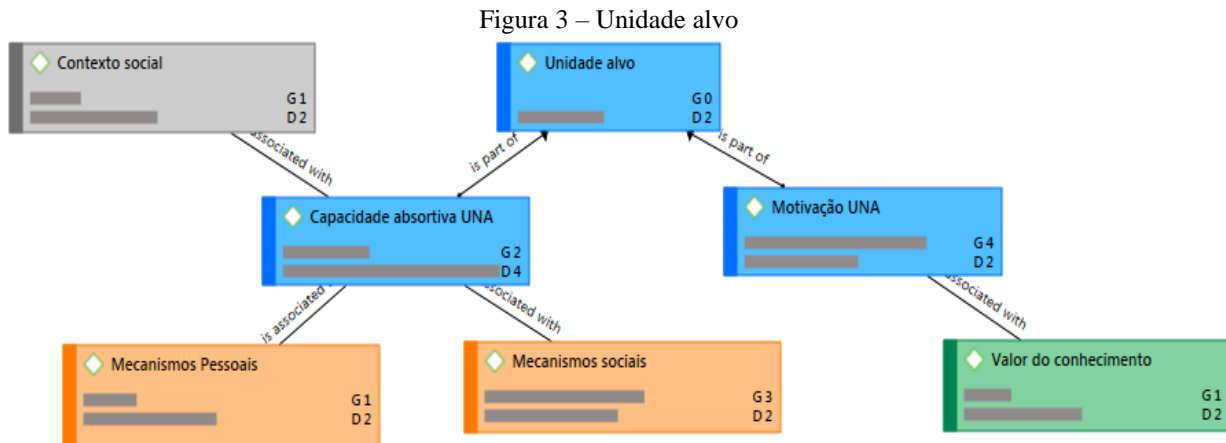 Figura 3 – Unidade alvo
Contexto social
G 1
D 2
Unidade alvo
G 0
D 2
associated with
is part of
is part of
Capacidade absortiva UNA
G 2
D 4
Motivação UNA
G 4
D 2
is associated
associated with
associated with
Mecanismos Pessoais
G 1
D 2
Mecanismos sociais
G 3
D 2
Valor do conhecimento
G 1
D 2